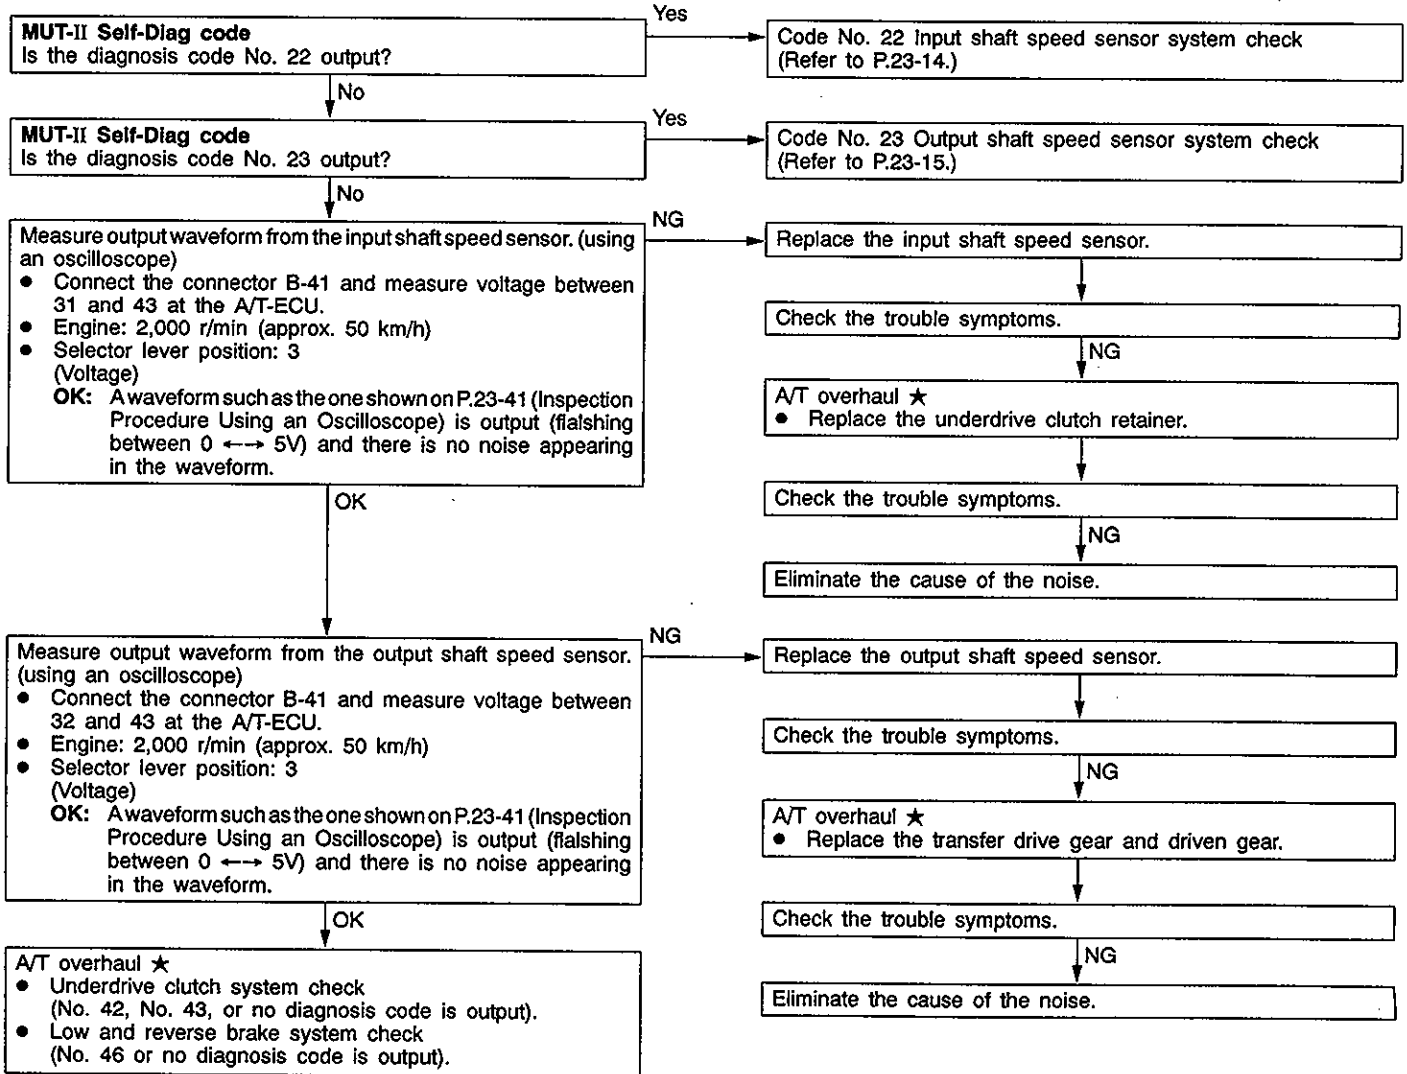 MUT-II Self-Diag code
Is the diagnosis code No. 22 output?
Yes
Code No. 22 Input shaft speed sensor system check
(Refer to P.23-14.)
No
MUT-II Self-Diag code
Is the diagnosis code No. 23 output?
Yes
Code No. 23 Output shaft speed sensor system check
(Refer to P.23-15.)
No
Measure output waveform from the input shaft speed sensor. (using
an oscilloscope)
● Connect the connector B-41 and measure voltage between
31 and 43 at the A/T-ECU.
● Engine: 2,000 r/min (approx. 50 km/h)
● Selector lever position: 3
(Voltage)
OK: A waveform such as the one shown on P.23-41 (Inspection
Procedure Using an Oscilloscope) is output (flalshing
between 0 ←→ 5V) and there is no noise appearing
in the waveform.
NG
Replace the input shaft speed sensor.
Check the trouble symptoms.
NG
A/T overhaul ★
● Replace the underdrive clutch retainer.
Check the trouble symptoms.
NG
Eliminate the cause of the noise.
OK
Measure output waveform from the output shaft speed sensor.
(using an oscilloscope)
● Connect the connector B-41 and measure voltage between
32 and 43 at the A/T-ECU.
● Engine: 2,000 r/min (approx. 50 km/h)
● Selector lever position: 3
(Voltage)
OK: A waveform such as the one shown on P.23-41 (Inspection
Procedure Using an Oscilloscope) is output (flalshing
between 0 ←→ 5V) and there is no noise appearing
in the waveform.
NG
Replace the output shaft speed sensor.
Check the trouble symptoms.
NG
A/T overhaul ★
● Replace the transfer drive gear and driven gear.
Check the trouble symptoms.
NG
Eliminate the cause of the noise.
OK
A/T overhaul ★
● Underdrive clutch system check
(No. 42, No. 43, or no diagnosis code is output).
● Low and reverse brake system check
(No. 46 or no diagnosis code is output).